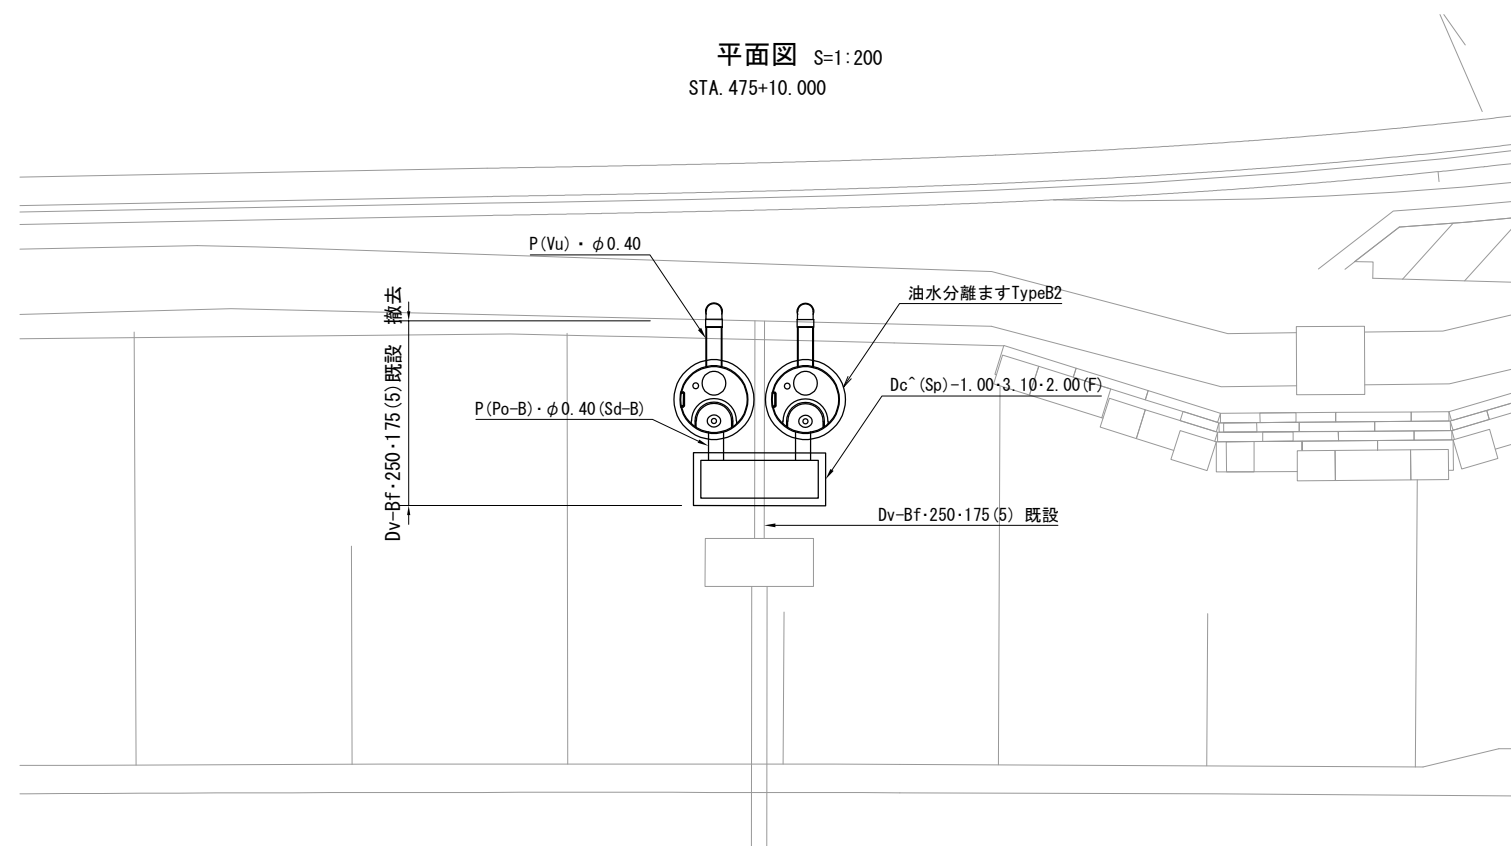 平面図 S=1:200
STA.475+10.000
P(Vu)・φ0.40
油水分離ますTypeB2
Dc^(Sp)-1.00・3.10・2.00(F)
P(Po-B)・φ0.40(Sd-B)
Dv-Bf・250・175(5)既設 撤去
Dv-Bf・250・175(5) 既設